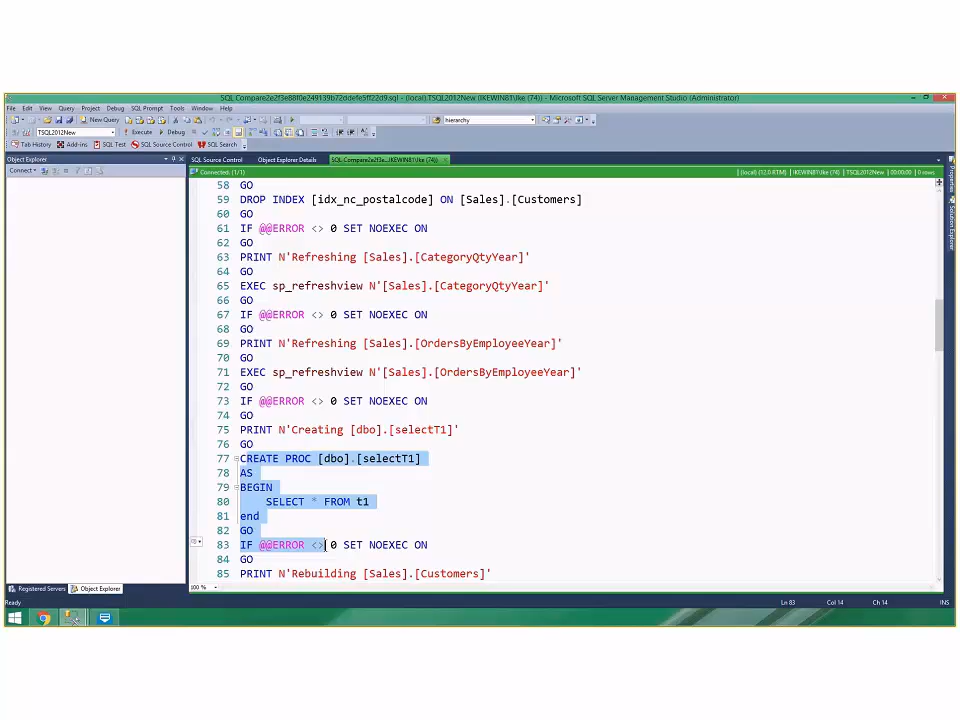 SQL Compare2e2f3e88f0e249139b72ddefe5ff22d9.sql - (local).TSQL2012New (IKEWIN81\Ike (74)) - Microsoft SQL Server Management Studio (Administrator)
File Edit View Query Project Debug SQL Prompt Tools Window Help
New Query hierarchy
TSQL2012New Execute Debug
Tab History Add-ins SQL Test SQL Source Control SQL Search
Object Explorer
SQL Source Control Object Explorer Details SQL Compare2e2f3e...IKEWIN81\Ike (74))
Connect
Connected. (1/1) (local) (12.0 RTM) IKEWIN81\Ike (74) TSQL2012New 00:00:00 0 rows
Properties
Solution Explorer
58 GO
59 DROP INDEX [idx_nc_postalcode] ON [Sales].[Customers]
60 GO
61 IF @@ERROR <> 0 SET NOEXEC ON
62 GO
63 PRINT N'Refreshing [Sales].[CategoryQtyYear]'
64 GO
65 EXEC sp_refreshview N'[Sales].[CategoryQtyYear]'
66 GO
67 IF @@ERROR <> 0 SET NOEXEC ON
68 GO
69 PRINT N'Refreshing [Sales].[OrdersByEmployeeYear]'
70 GO
71 EXEC sp_refreshview N'[Sales].[OrdersByEmployeeYear]'
72 GO
73 IF @@ERROR <> 0 SET NOEXEC ON
74 GO
75 PRINT N'Creating [dbo].[selectT1]'
76 GO
77 CREATE PROC [dbo].[selectT1]
78 AS
79 BEGIN
80 SELECT * FROM t1
81 end
82 GO
83 IF @@ERROR <> 0 SET NOEXEC ON
84 GO
85 PRINT N'Rebuilding [Sales].[Customers]'
100 %
Registered Servers Object Explorer
Ready Ln 83 Col 14 Ch 14 INS